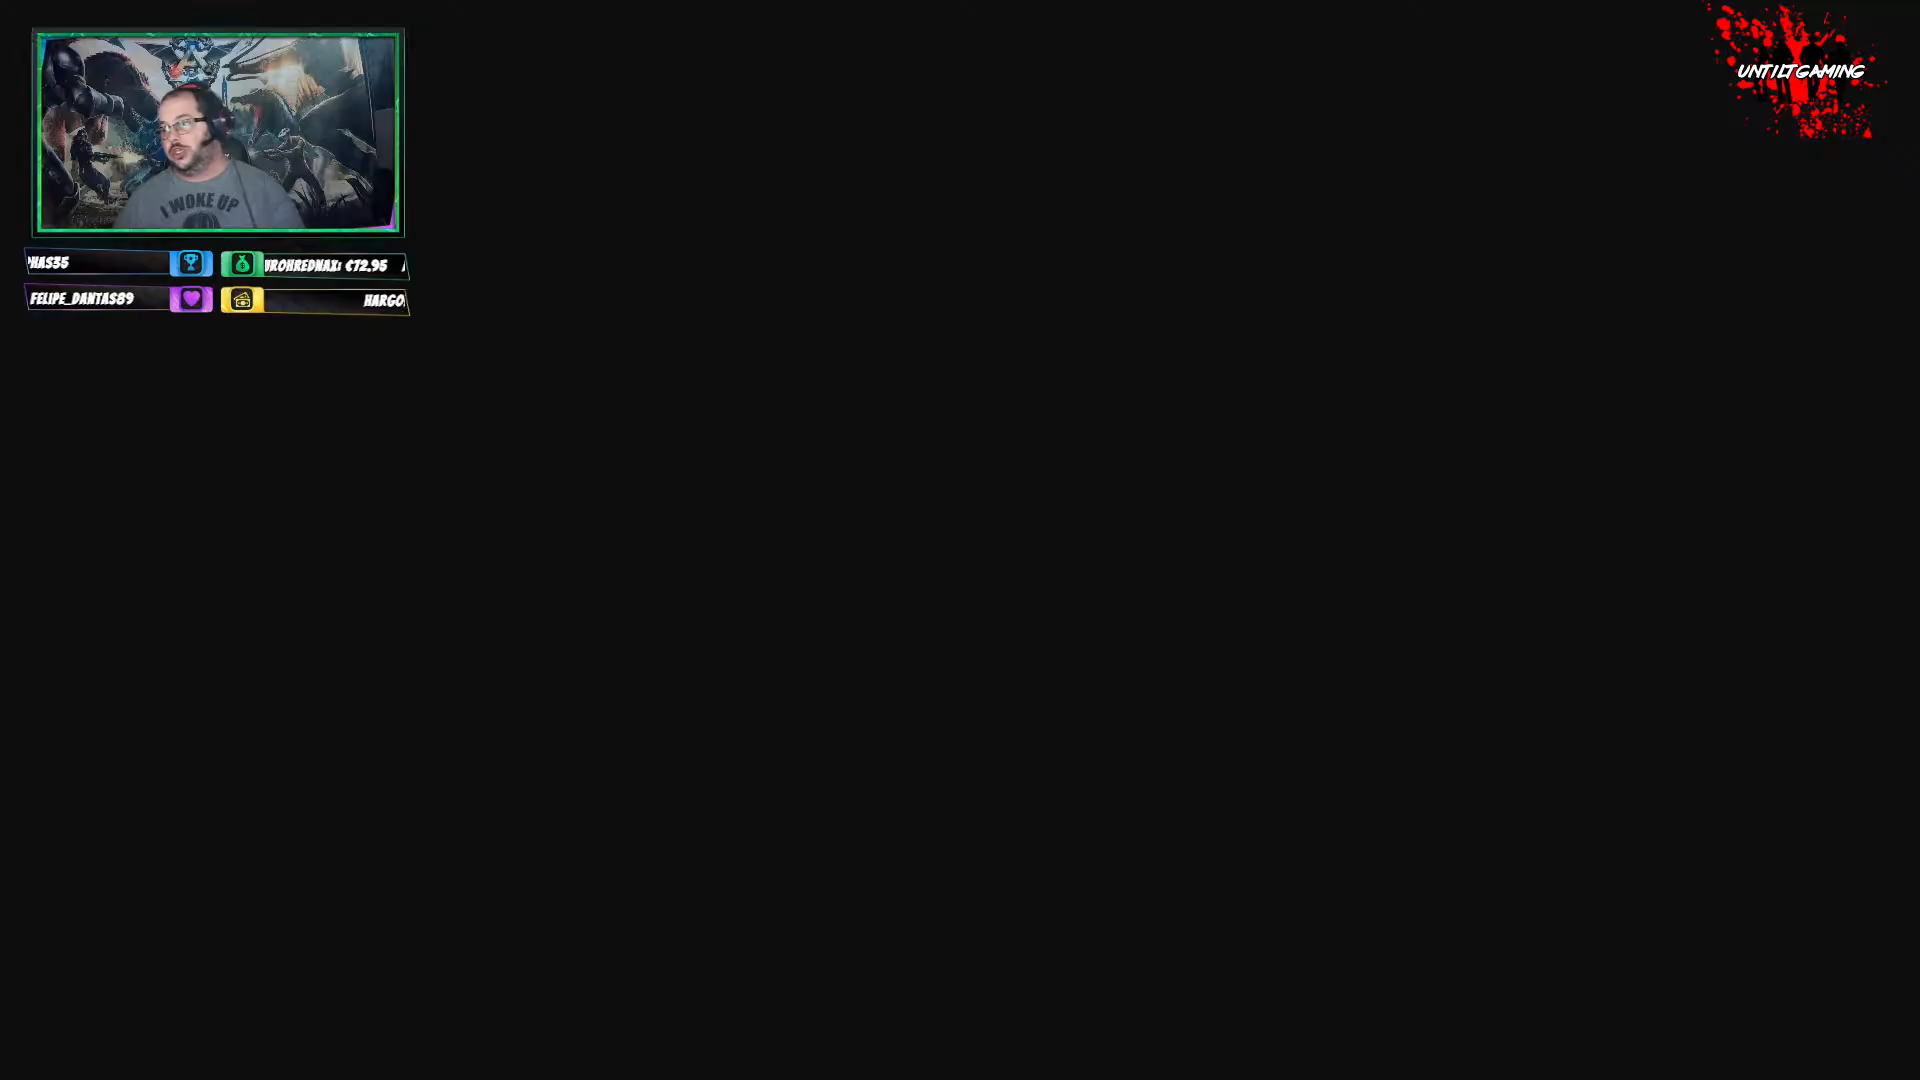 I WOKE UP
HAS35
FELIPE_DANTAS89
VROHREDNAX: €72.95
HARGO
UNTILTGAMING